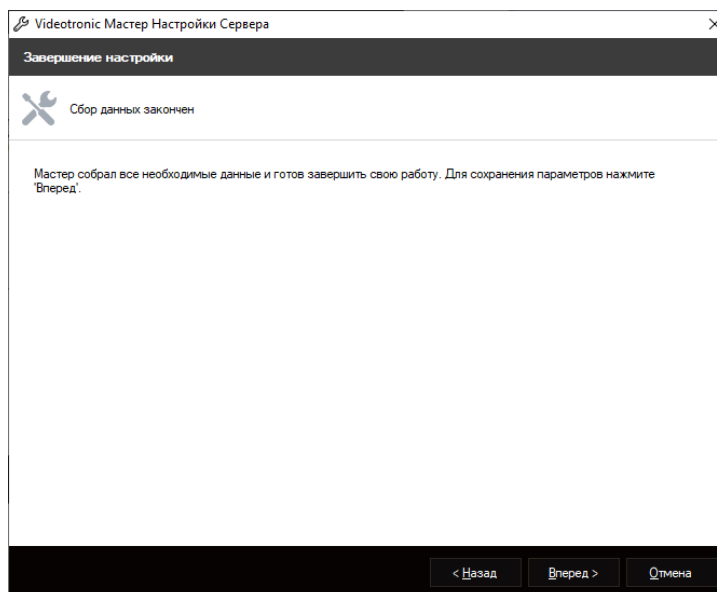 Videotronic Мастер Настройки Сервера
Завершение настройки
Сбор данных закончен
Мастер собрал все необходимые данные и готов завершить свою работу. Для сохранения параметров нажмите
'Вперед'.
< Назад Вперед > Отмена